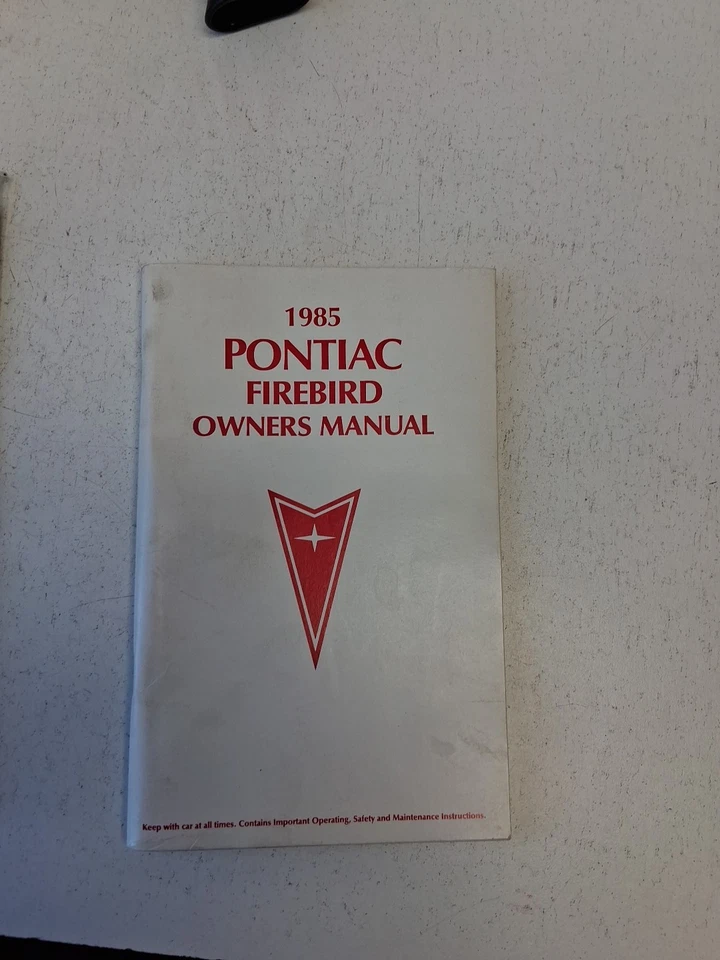 1985
PONTIAC
FIREBIRD
OWNERS MANUAL
Keep with car at all times. Contains Important Operating, Safety and Maintenance Instructions.